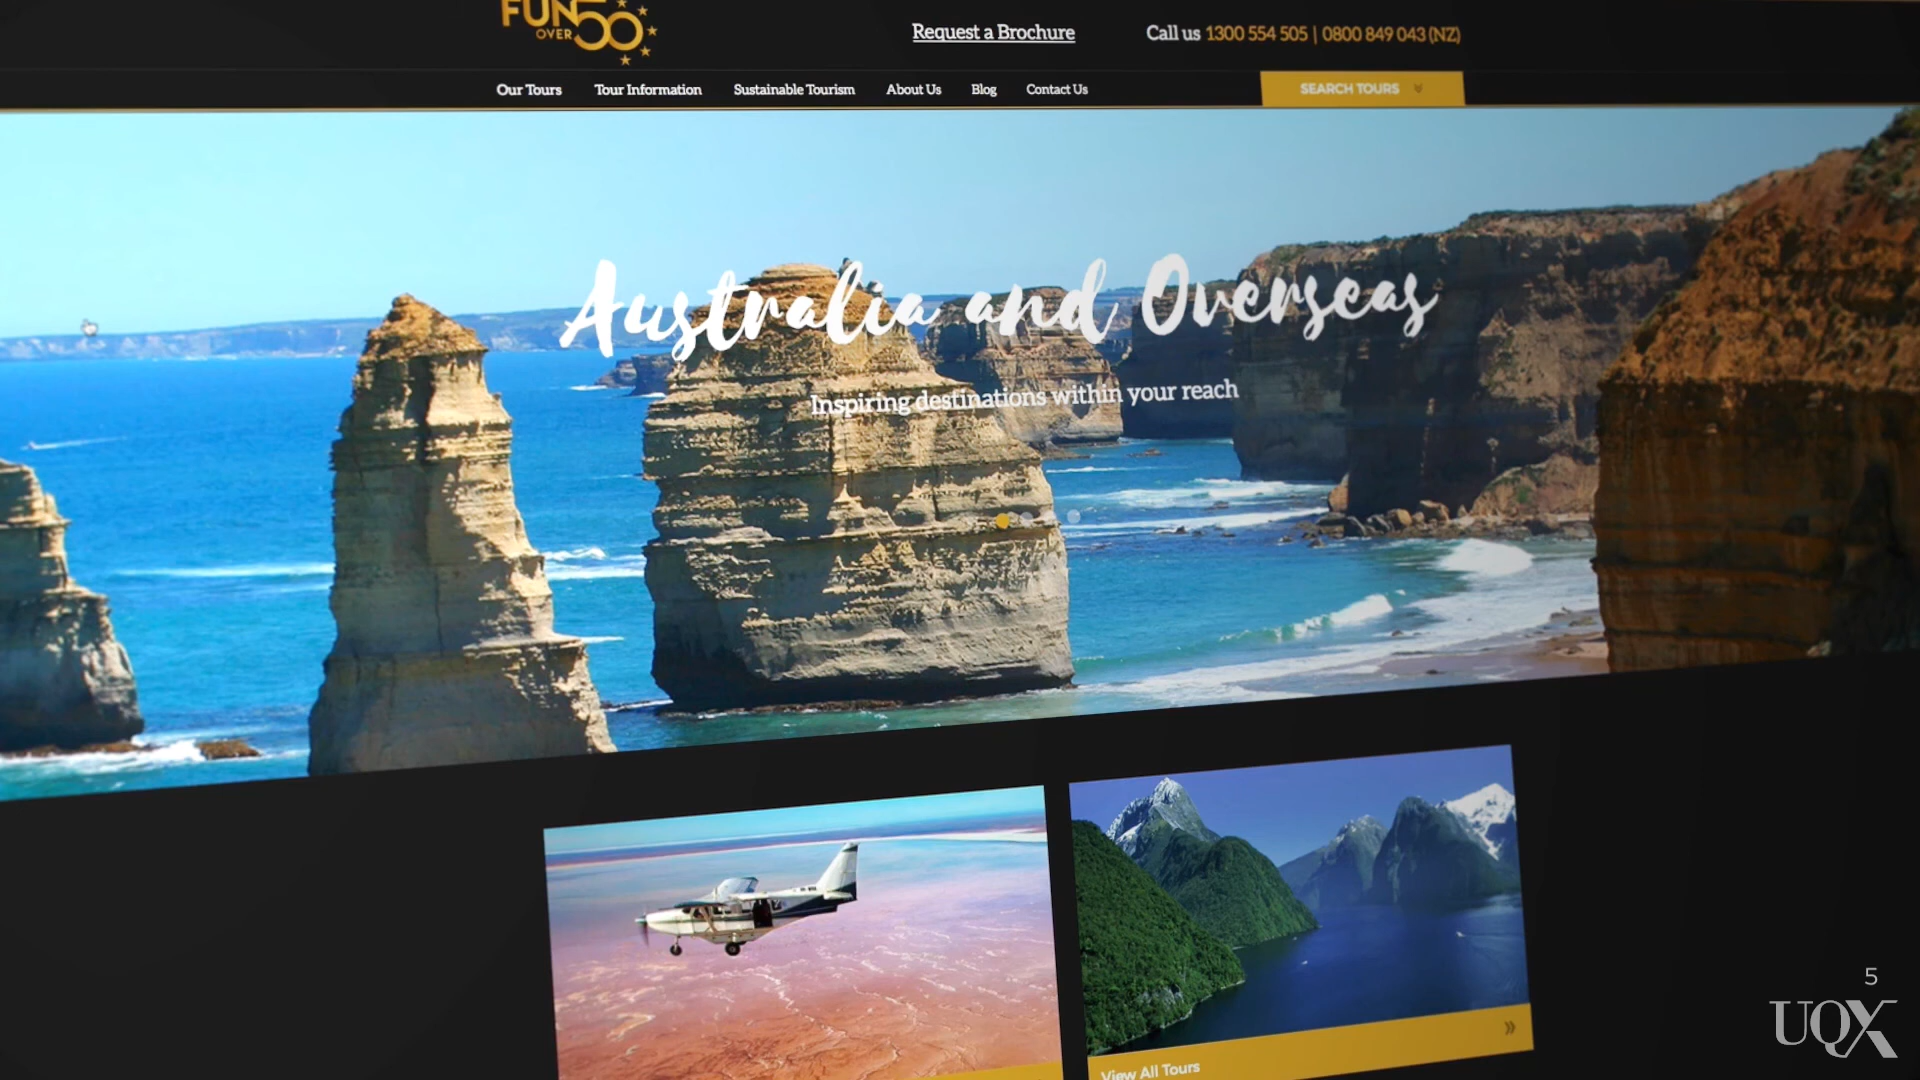 FUN
OVER 50
Request a Brochure
Call us 1300 554 505 | 0800 849 043 (NZ)
Our Tours
Tour Information
Sustainable Tourism
About Us
Blog
Contact Us
SEARCH TOURS
Australia and Overseas
Inspiring destinations within your reach
View All Tours
5
UQX